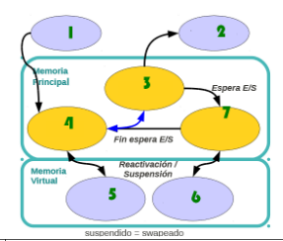 1
2
Memoria
Principal
3
Espera E/S
4
7
Fin espera E/S
Reactivación /
Suspensión
Memoria
Virtual
5
6
suspendido = swapeado